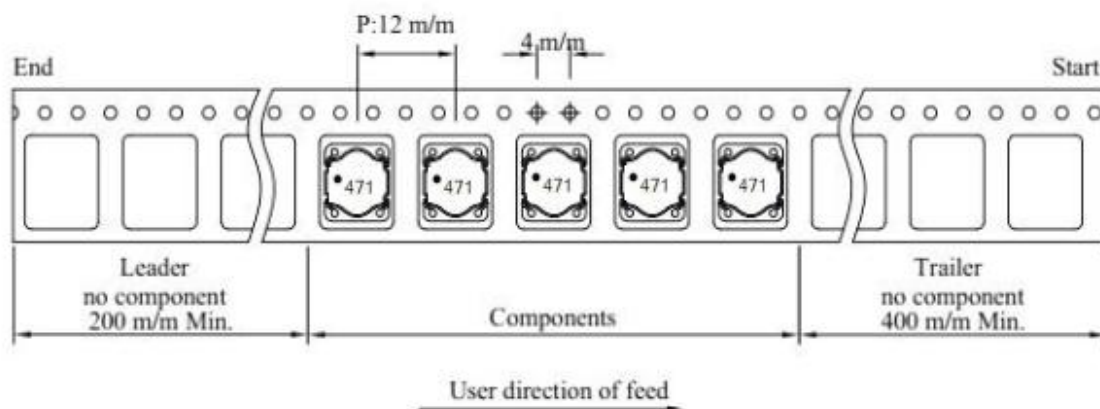 P:12 m/m
4 m/m
End
Start
471
471
471
471
471
Leader
no component
200 m/m Min.
Components
Trailer
no component
400 m/m Min.
User direction of feed